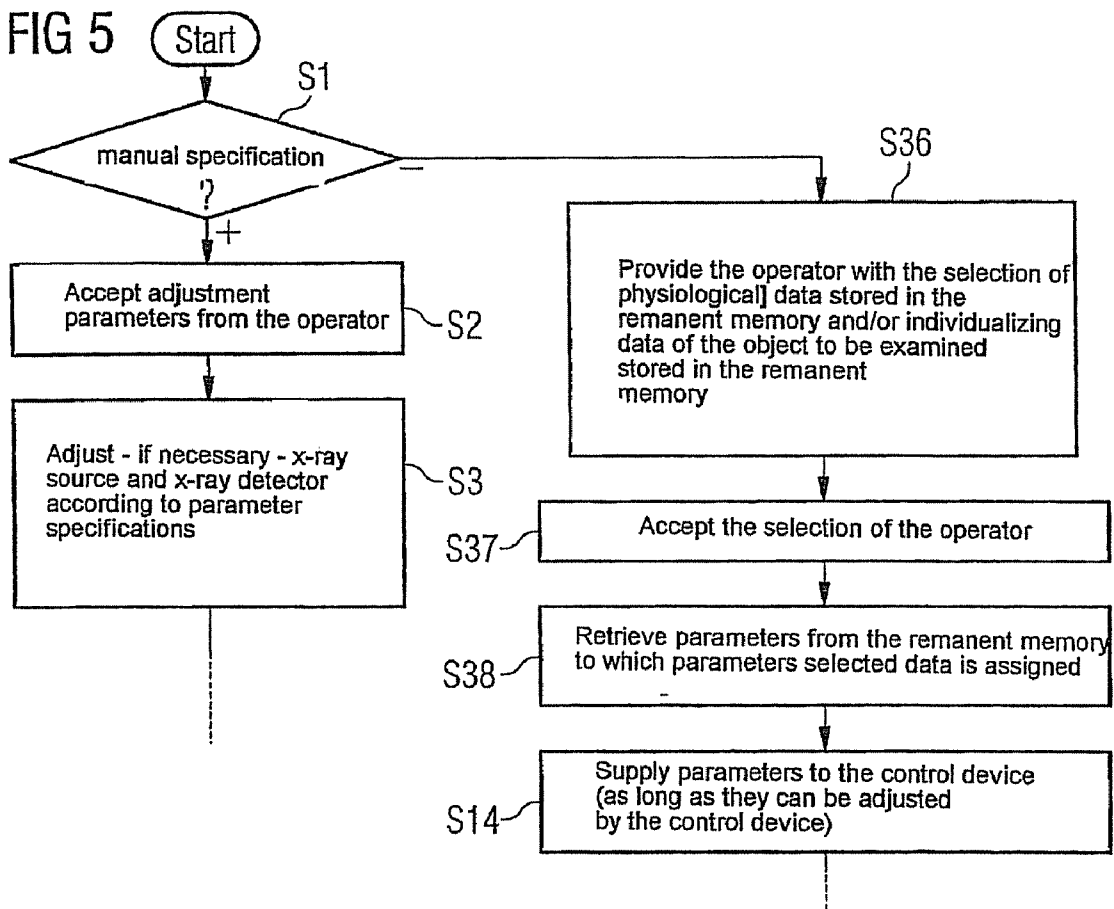 FIG 5
Start
S1
manual specification
?
−
+
Accept adjustment
parameters from the operator
S2
Adjust - if necessary - x-ray
source and x-ray detector
according to parameter
specifications
S3
S36
Provide the operator with the selection of
physiological] data stored in the
remanent memory and/or individualizing
data of the object to be examined
stored in the remanent
memory
Accept the selection of the operator
S37
Retrieve parameters from the remanent memory
to which parameters selected data is assigned
S38
Supply parameters to the control device
(as long as they can be adjusted
by the control device)
S14